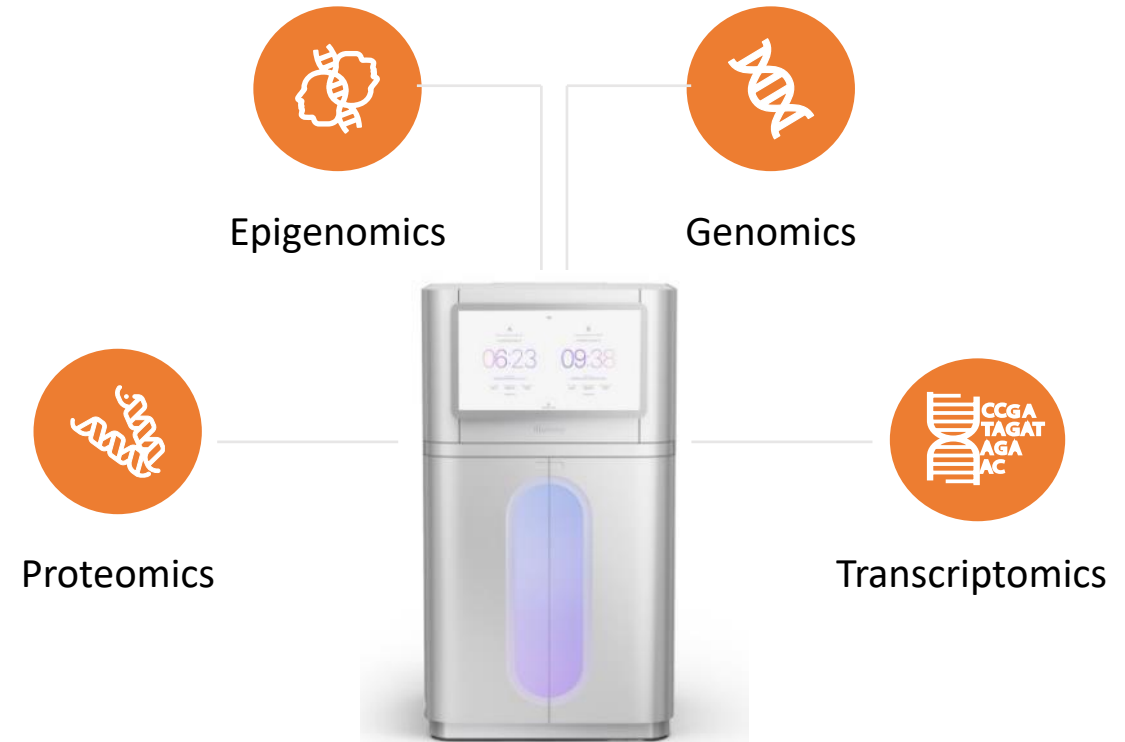 Epigenomics
Genomics
06:23
09:38
CCGA
TAGAT
AGA
AC
Proteomics
Transcriptomics